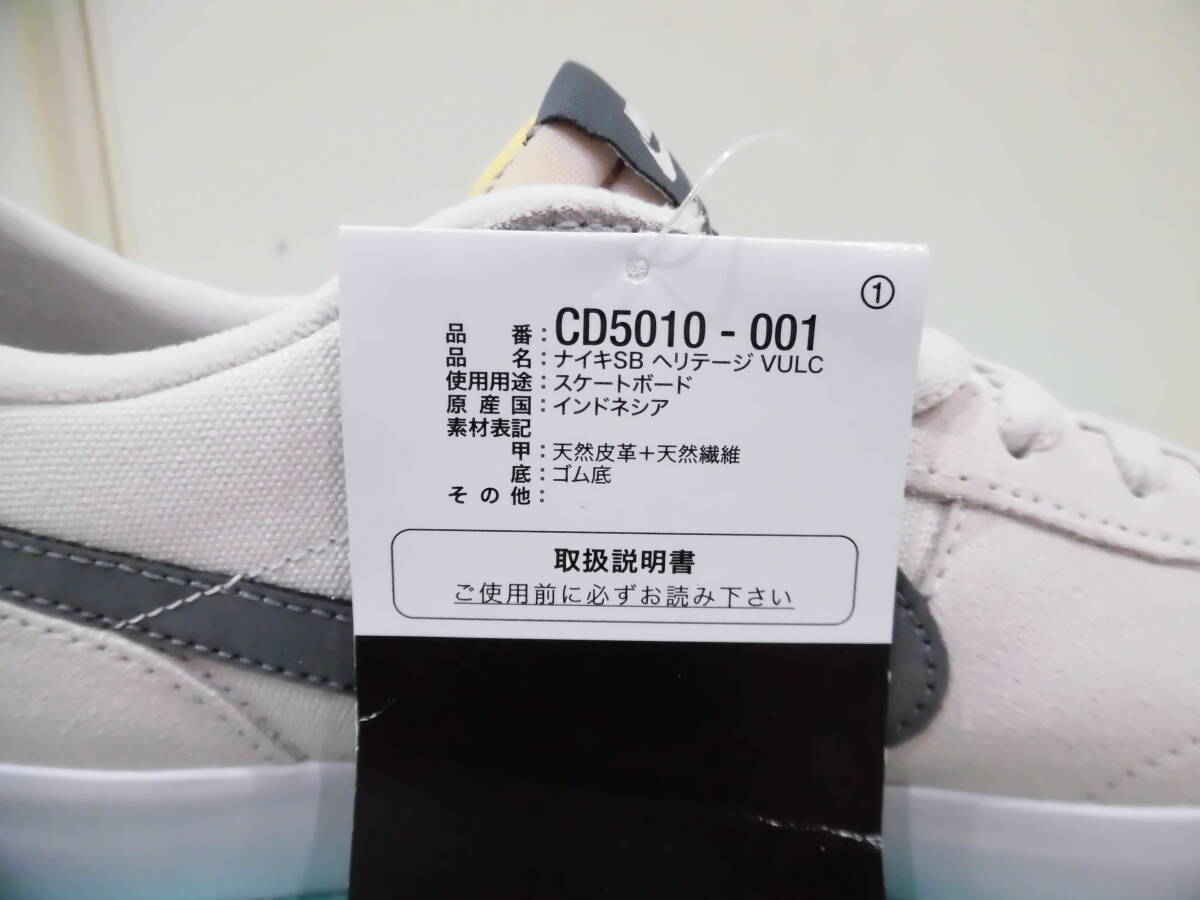 ①
品番：CD5010 - 001
品名：ナイキSB ヘリテージ VULC
使用用途：スケートボード
原産国：インドネシア
素材表記
甲：天然皮革＋天然繊維
底：ゴム底
その他：
取扱説明書
ご使用前に必ずお読み下さい